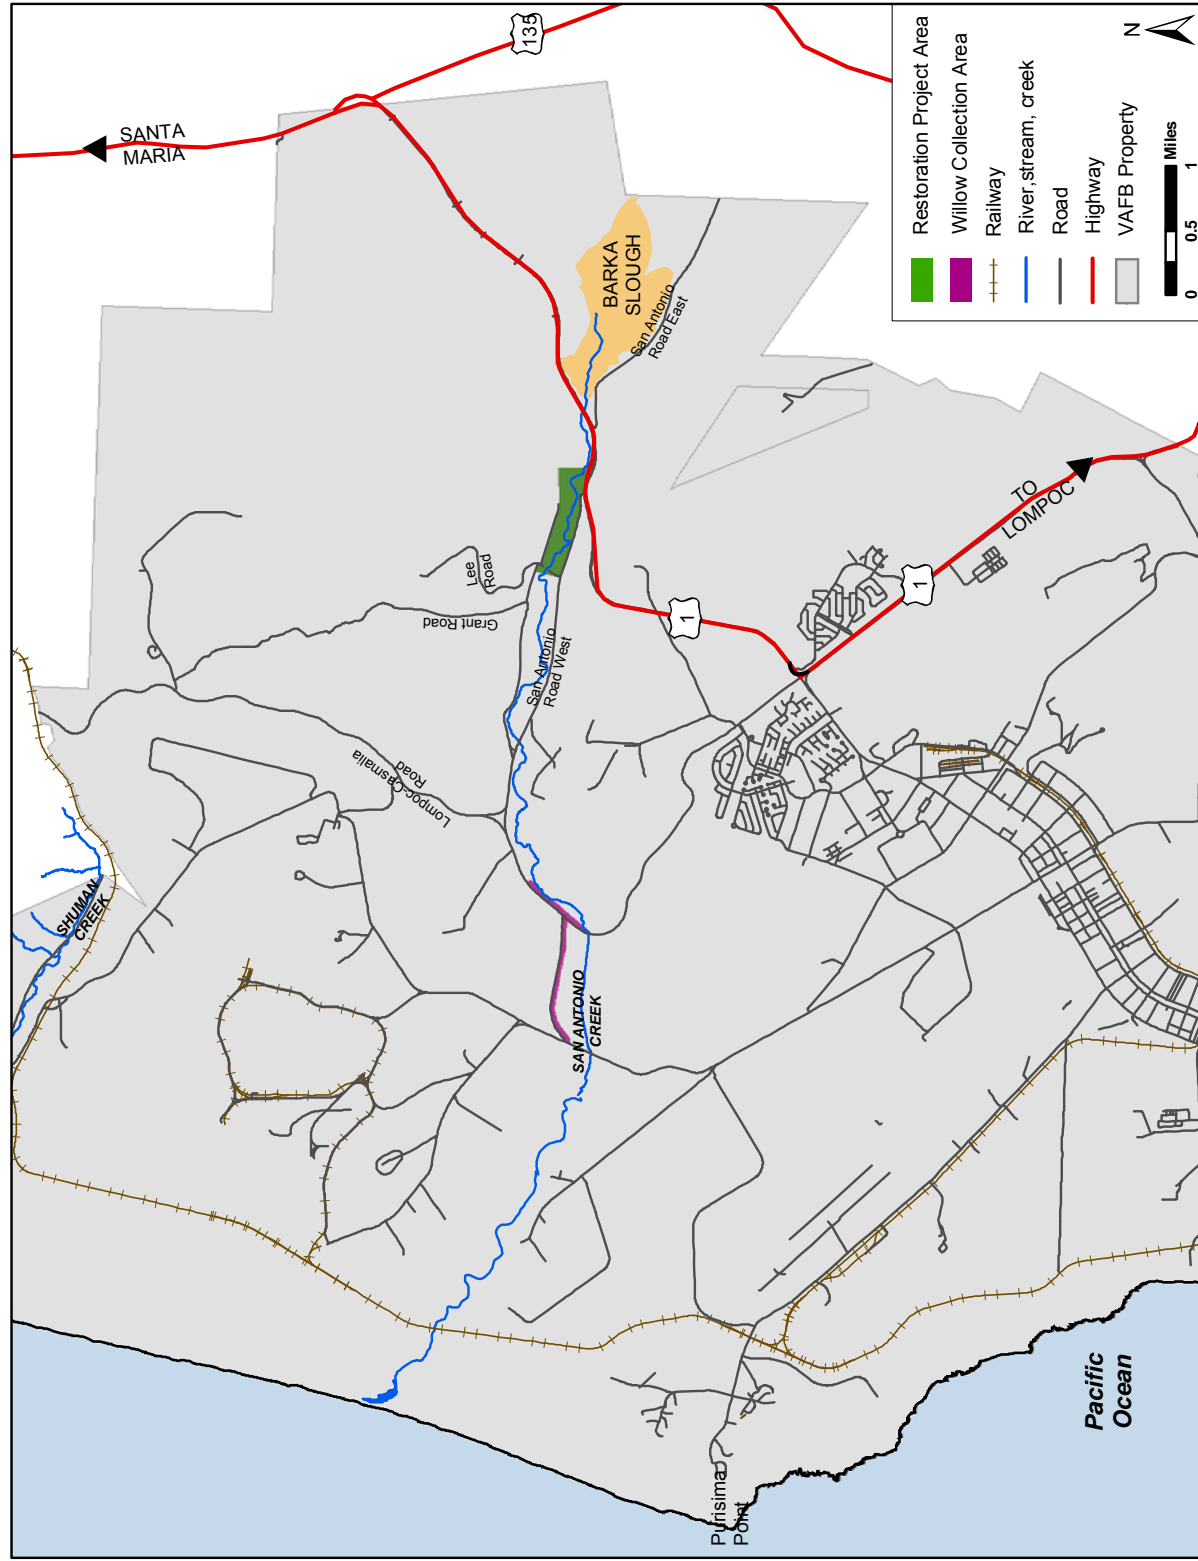 SANTA
MARIA
135
BARKA
SLOUGH
San Antonio
Road East
Lee
Road
Grant Road
San Antonio
Road West
Lompoc-Casmalia
Road
1
TO
LOMPOC
1
SHUMAN
CREEK
SAN ANTONIO
CREEK
Purisima
Point
Pacific
Ocean
Restoration Project Area
Willow Collection Area
Railway
River,stream, creek
Road
Highway
VAFB Property
N
Miles
0 0.5 1